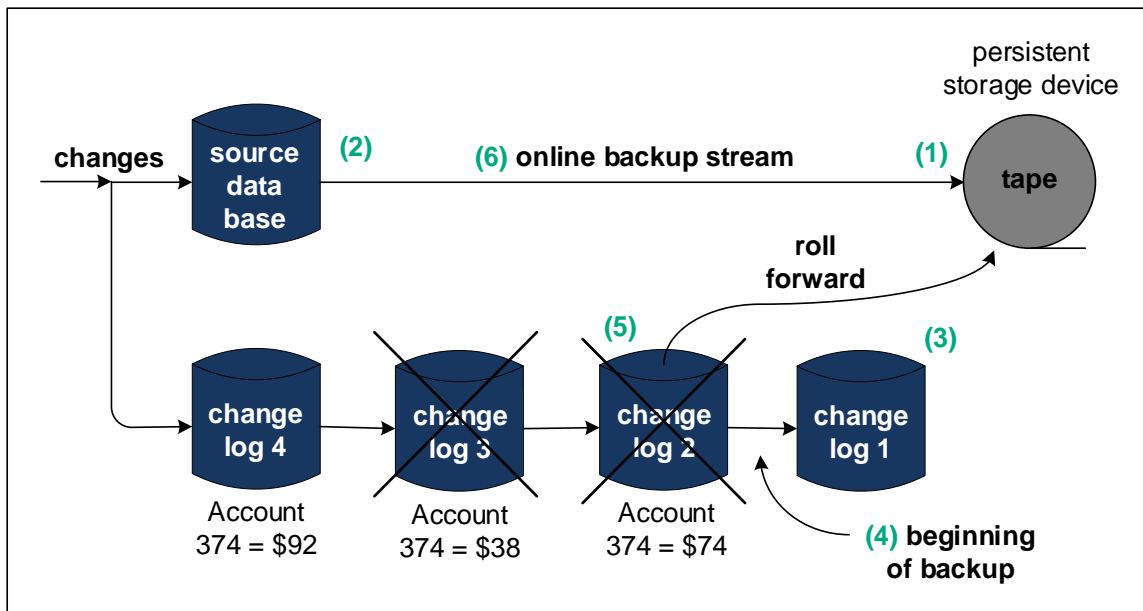 persistent
storage device
changes
source
data
base
(2)
(6) online backup stream
(1)
tape
roll
forward
(5)
(3)
change
log 4
change
log 3
change
log 2
change
log 1
Account
374 = $92
Account
374 = $38
Account
374 = $74
(4) beginning
of backup